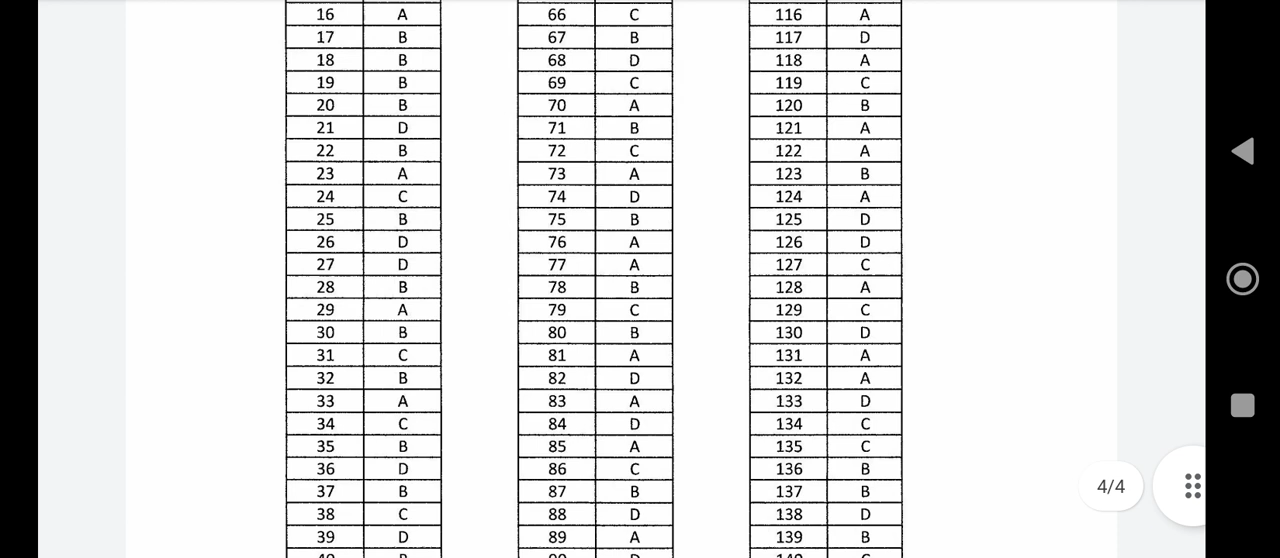 16 A 66 C 116 A
17 B 67 B 117 D
18 B 68 D 118 A
19 B 69 C 119 C
20 B 70 A 120 B
21 D 71 B 121 A
22 B 72 C 122 A
23 A 73 A 123 B
24 C 74 D 124 A
25 B 75 B 125 D
26 D 76 A 126 D
27 D 77 A 127 C
28 B 78 B 128 A
29 A 79 C 129 C
30 B 80 B 130 D
31 C 81 A 131 A
32 B 82 D 132 A
33 A 83 A 133 D
34 C 84 D 134 C
35 B 85 A 135 C
36 D 86 C 136 B
37 B 87 B 137 B
38 C 88 D 138 D
39 D 89 A 139 B
4/4